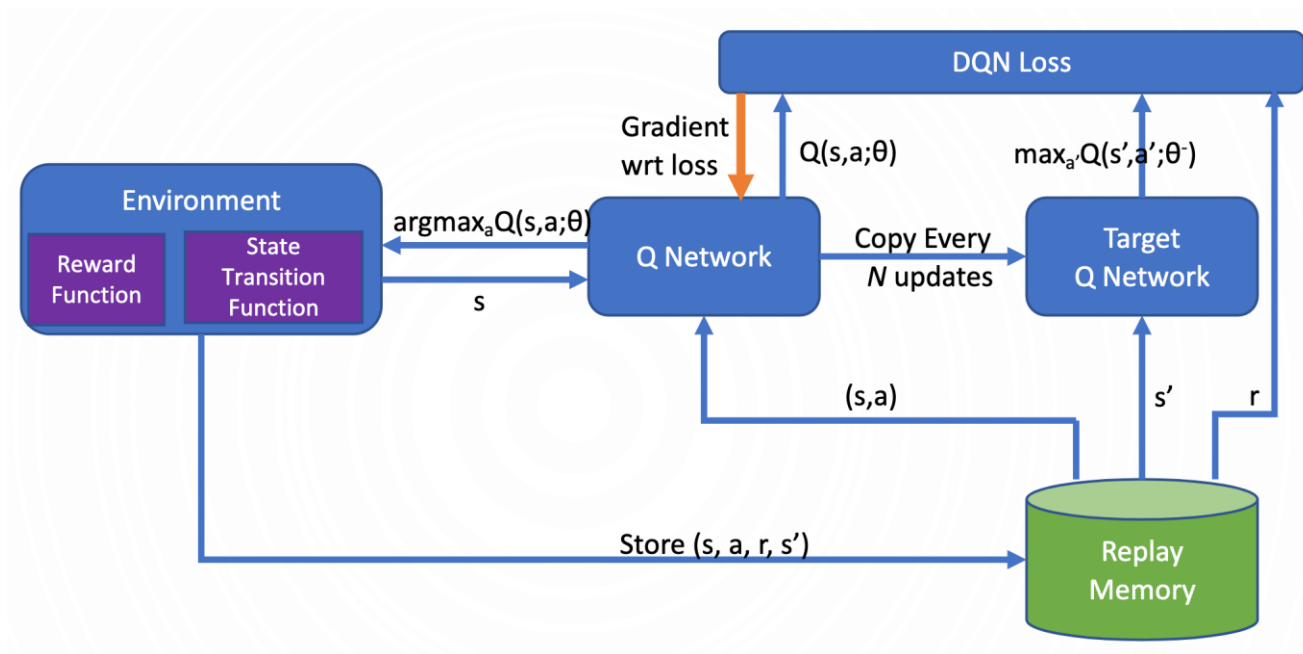 DQN Loss
Gradient
wrt loss
Q(s,a;θ)
maxₐ’Q(s’,a’;θ⁻)
Environment
Reward
Function
State
Transition
Function
argmaxₐQ(s,a;θ)
s
Q Network
Copy Every
N updates
Target
Q Network
(s,a)
s’
r
Store (s, a, r, s’)
Replay
Memory